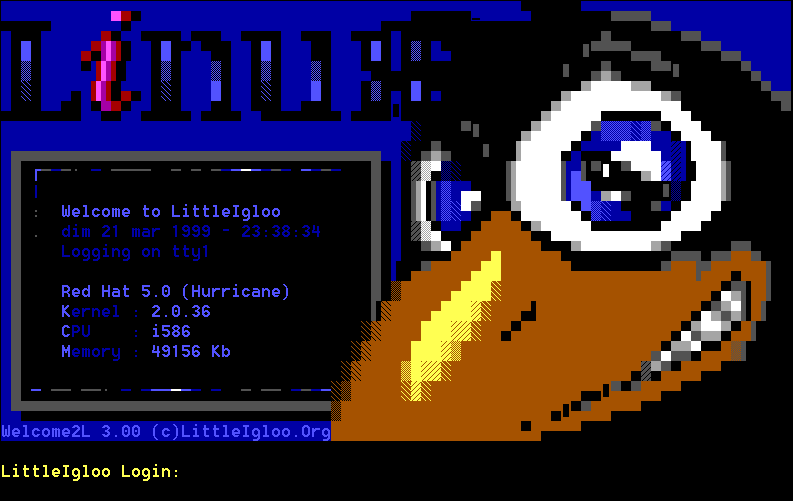 Linux
Welcome to LittleIgloo
dim 21 mar 1999 - 23:38:34
Logging on tty1
Red Hat 5.0 (Hurricane)
Kernel : 2.0.36
CPU : i586
Memory : 49156 Kb
Welcome2L 3.00 (c)LittleIgloo.Org
LittleIgloo Login: